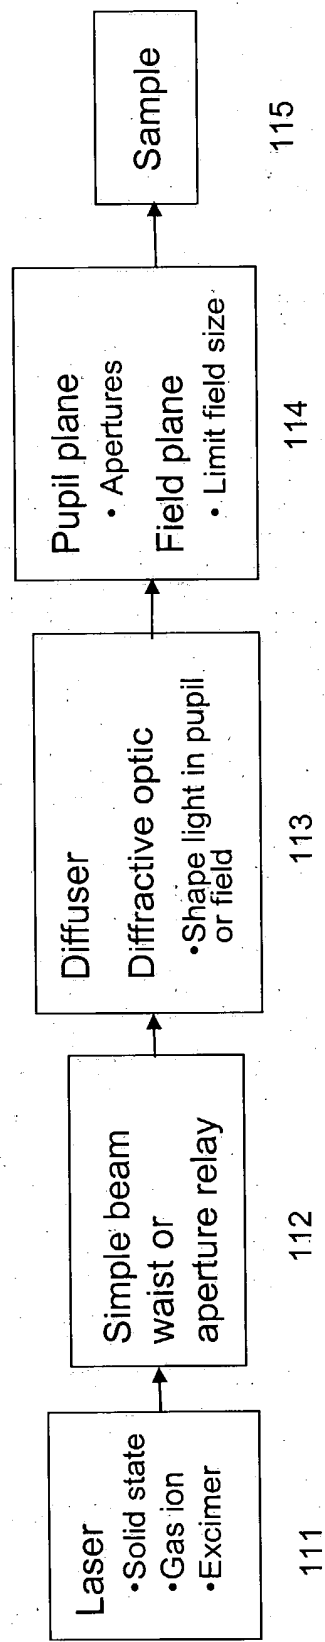 Laser
•Solid state
•Gas ion
•Excimer
111
Simple beam
waist or
aperture relay
112
Diffuser
Diffractive optic
•Shape light in pupil
or field
113
Pupil plane
• Apertures
Field plane
• Limit field size
114
Sample
115